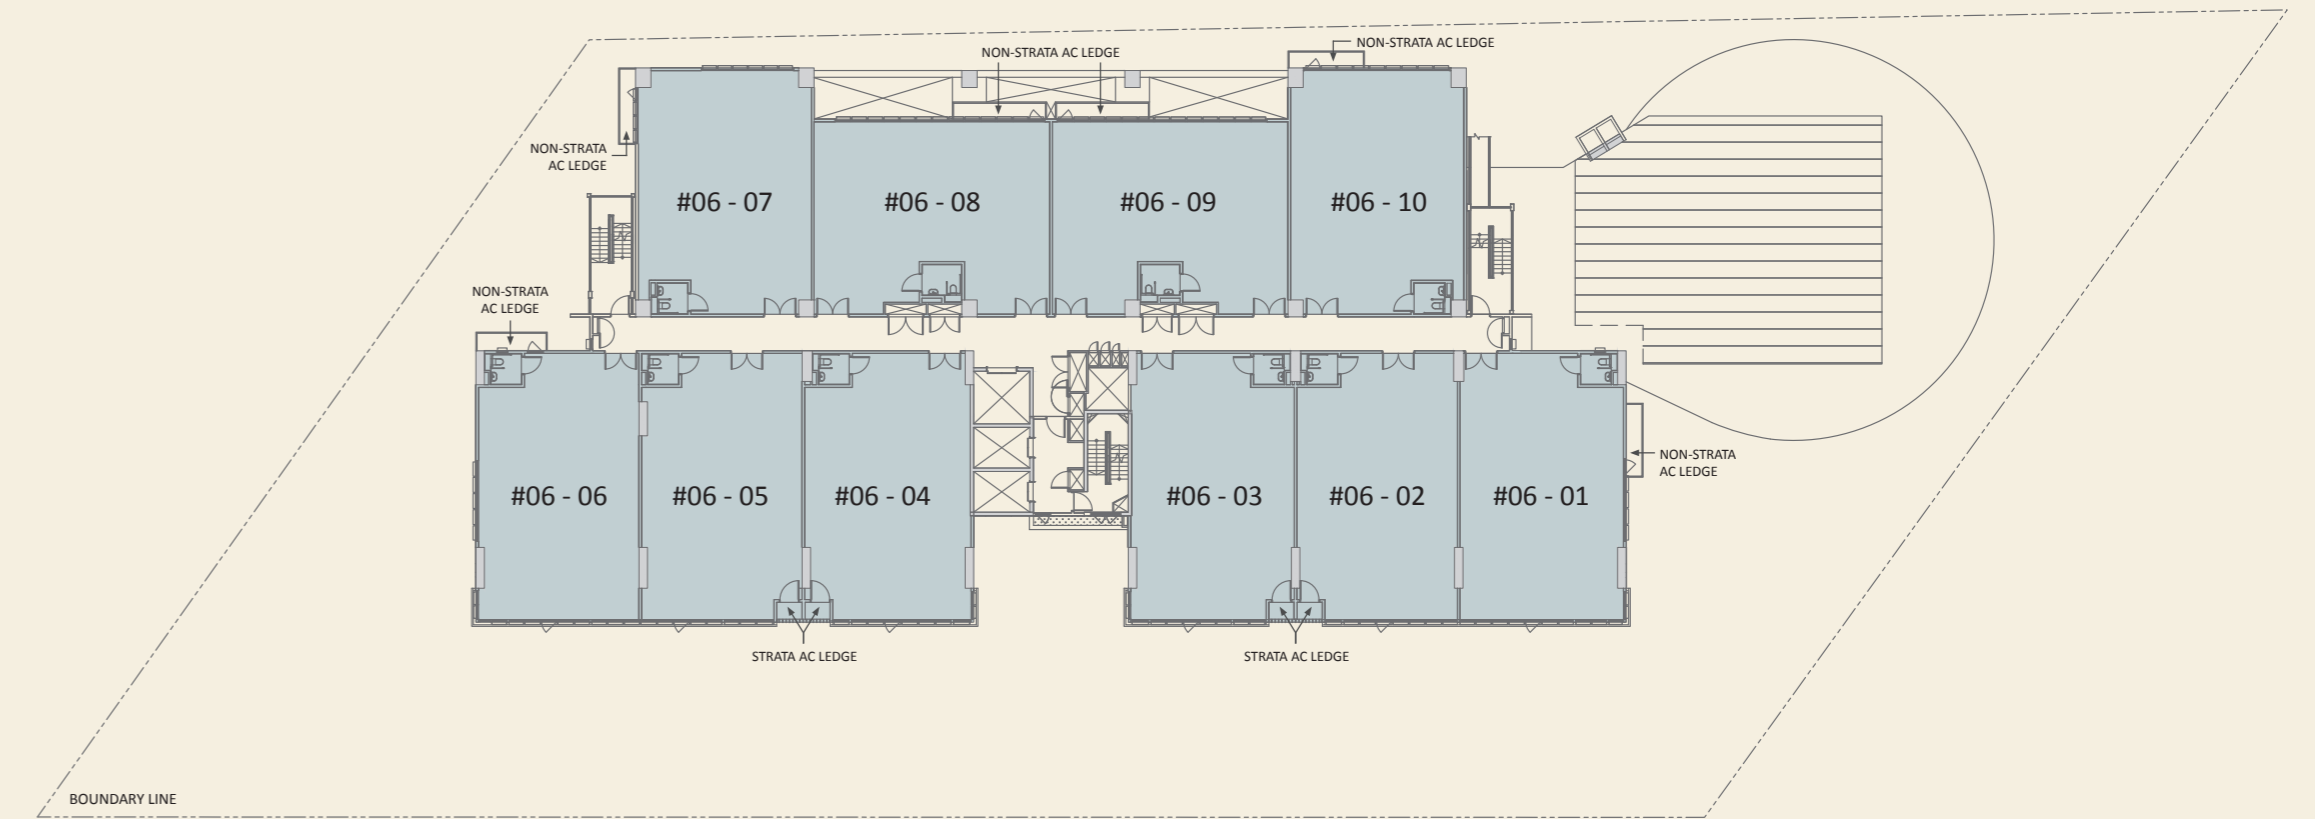 NON-STRATA AC LEDGE
NON-STRATA AC LEDGE
NON-STRATA
AC LEDGE
#06 - 07
#06 - 08
#06 - 09
#06 - 10
NON-STRATA
AC LEDGE
NON-STRATA
AC LEDGE
#06 - 06
#06 - 05
#06 - 04
#06 - 03
#06 - 02
#06 - 01
STRATA AC LEDGE
STRATA AC LEDGE
BOUNDARY LINE